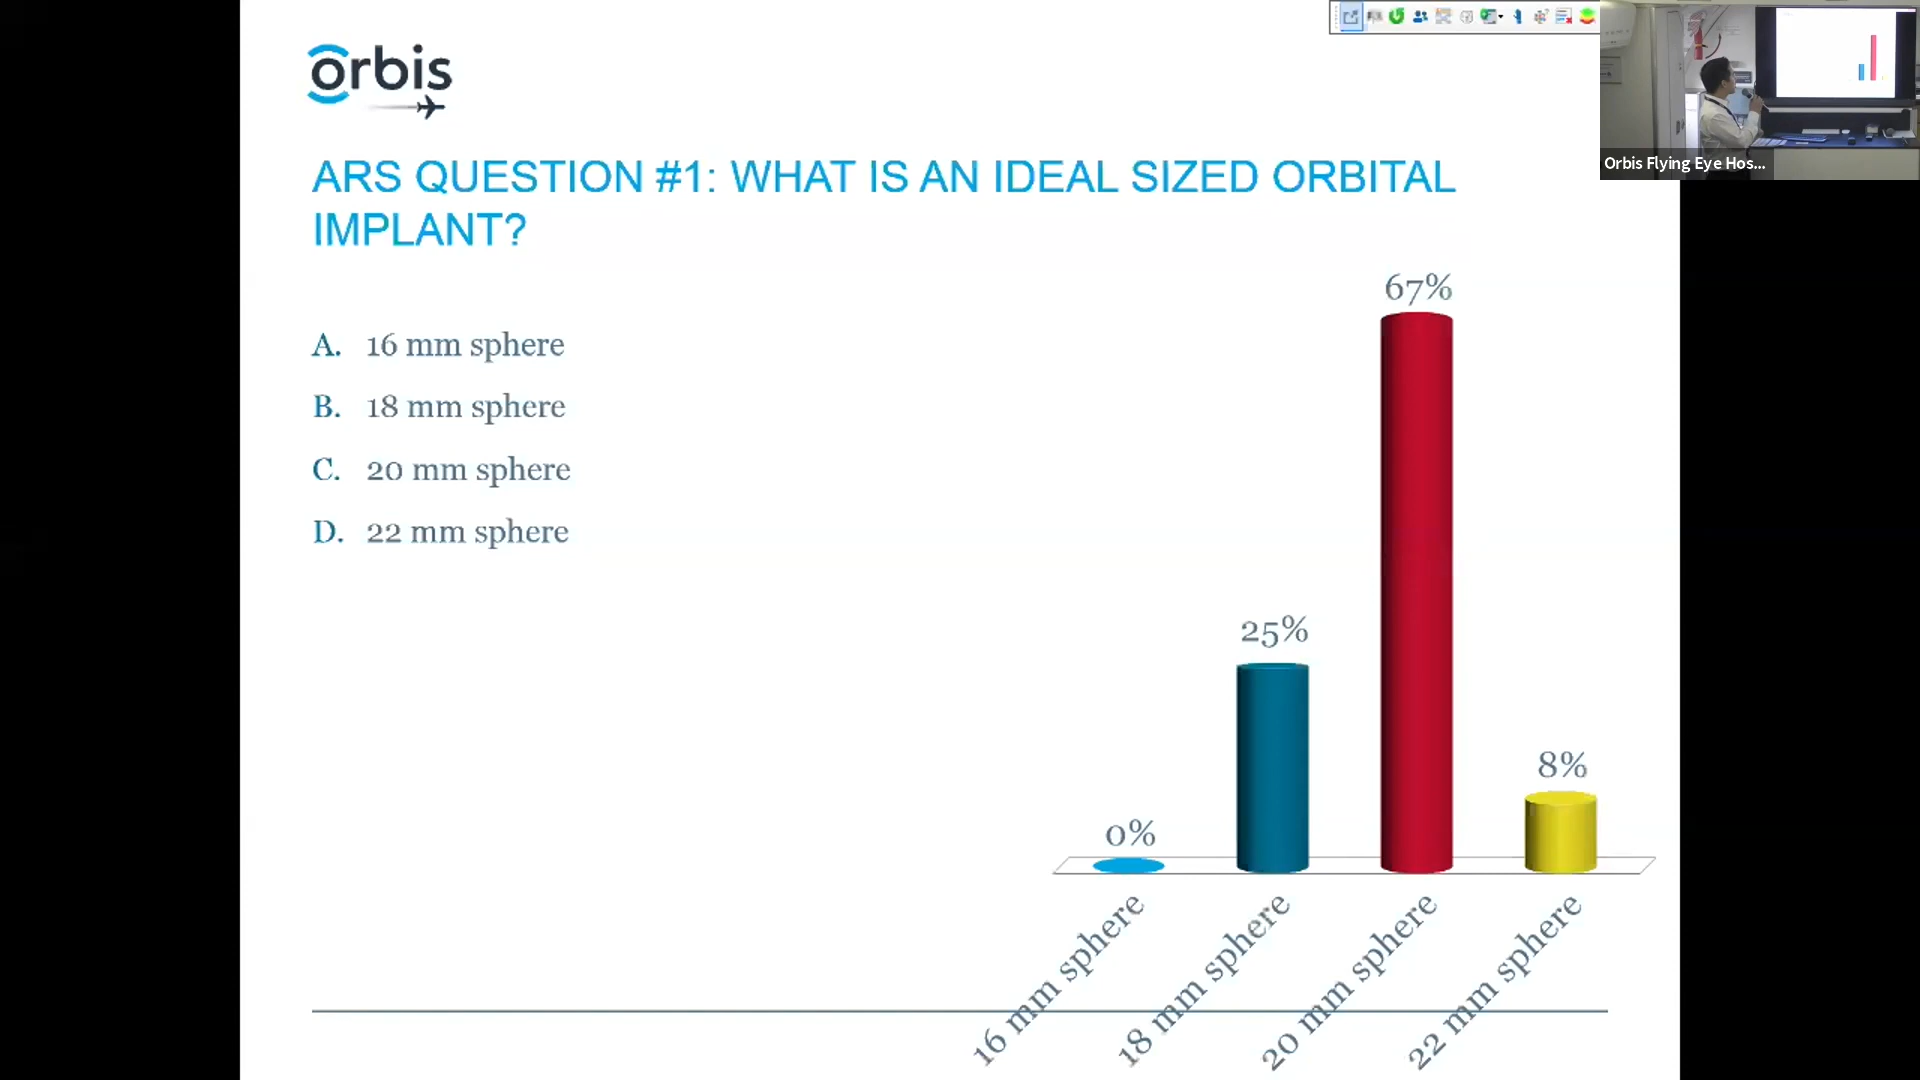 orbis
ARS QUESTION #1: WHAT IS AN IDEAL SIZED ORBITAL
IMPLANT?
A. 16 mm sphere
B. 18 mm sphere
C. 20 mm sphere
D. 22 mm sphere
0%
25%
67%
8%
16 mm sphere
18 mm sphere
20 mm sphere
22 mm sphere
Orbis Flying Eye Hos...